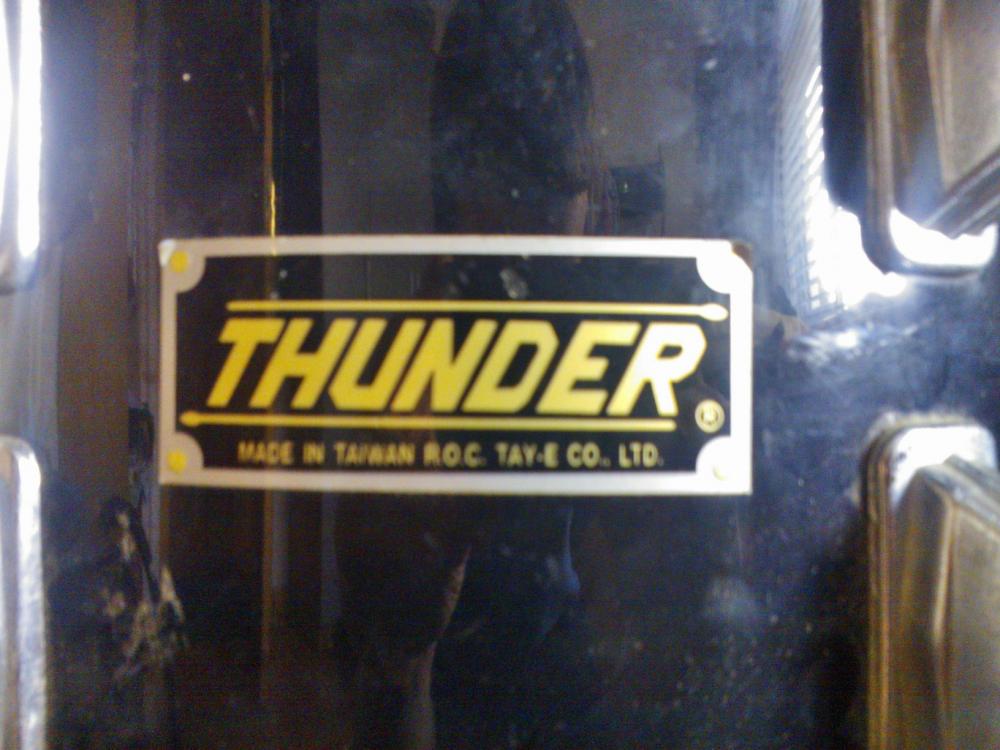 THUNDER
®
MADE IN TAIWAN R.O.C. TAY-E CO., LTD.